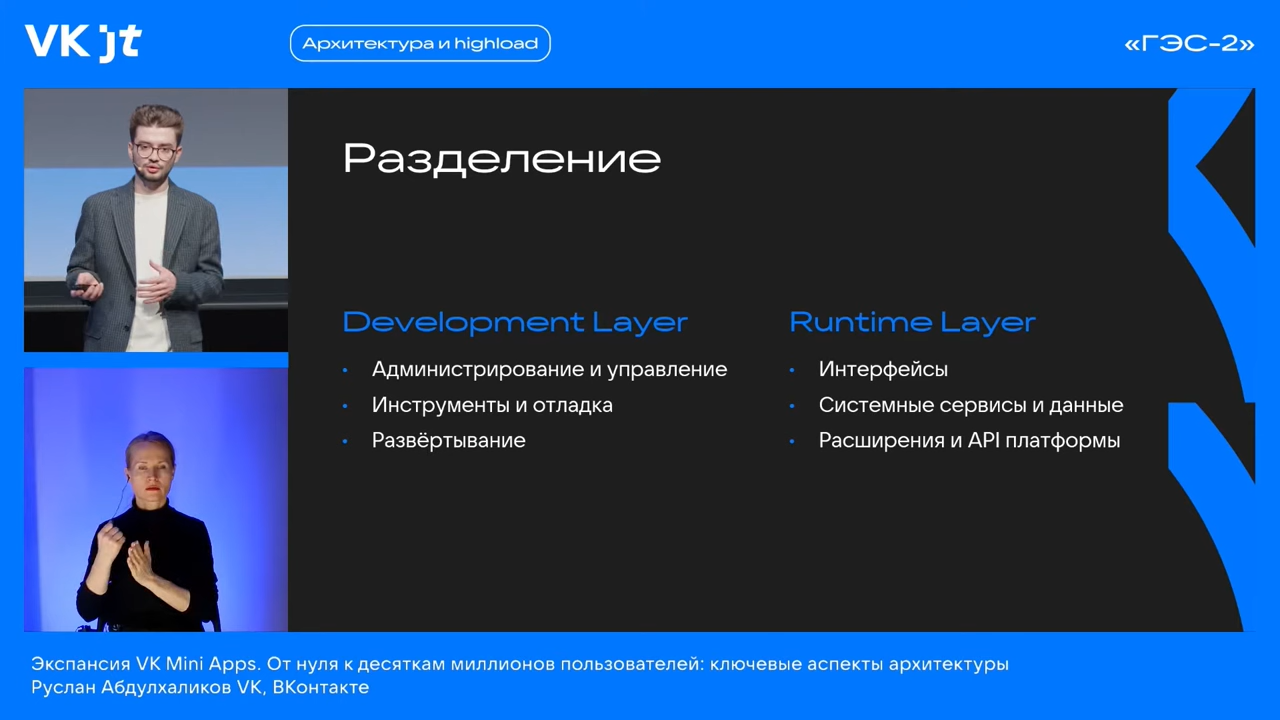 VK jt
Архитектура и highload
«ГЭС-2»
Разделение
Development Layer
• Администрирование и управление
• Инструменты и отладка
• Развёртывание
Runtime Layer
• Интерфейсы
• Системные сервисы и данные
• Расширения и API платформы
Экспансия VK Mini Apps. От нуля к десяткам миллионов пользователей: ключевые аспекты архитектуры
Руслан Абдулхаликов VK, ВКонтакте